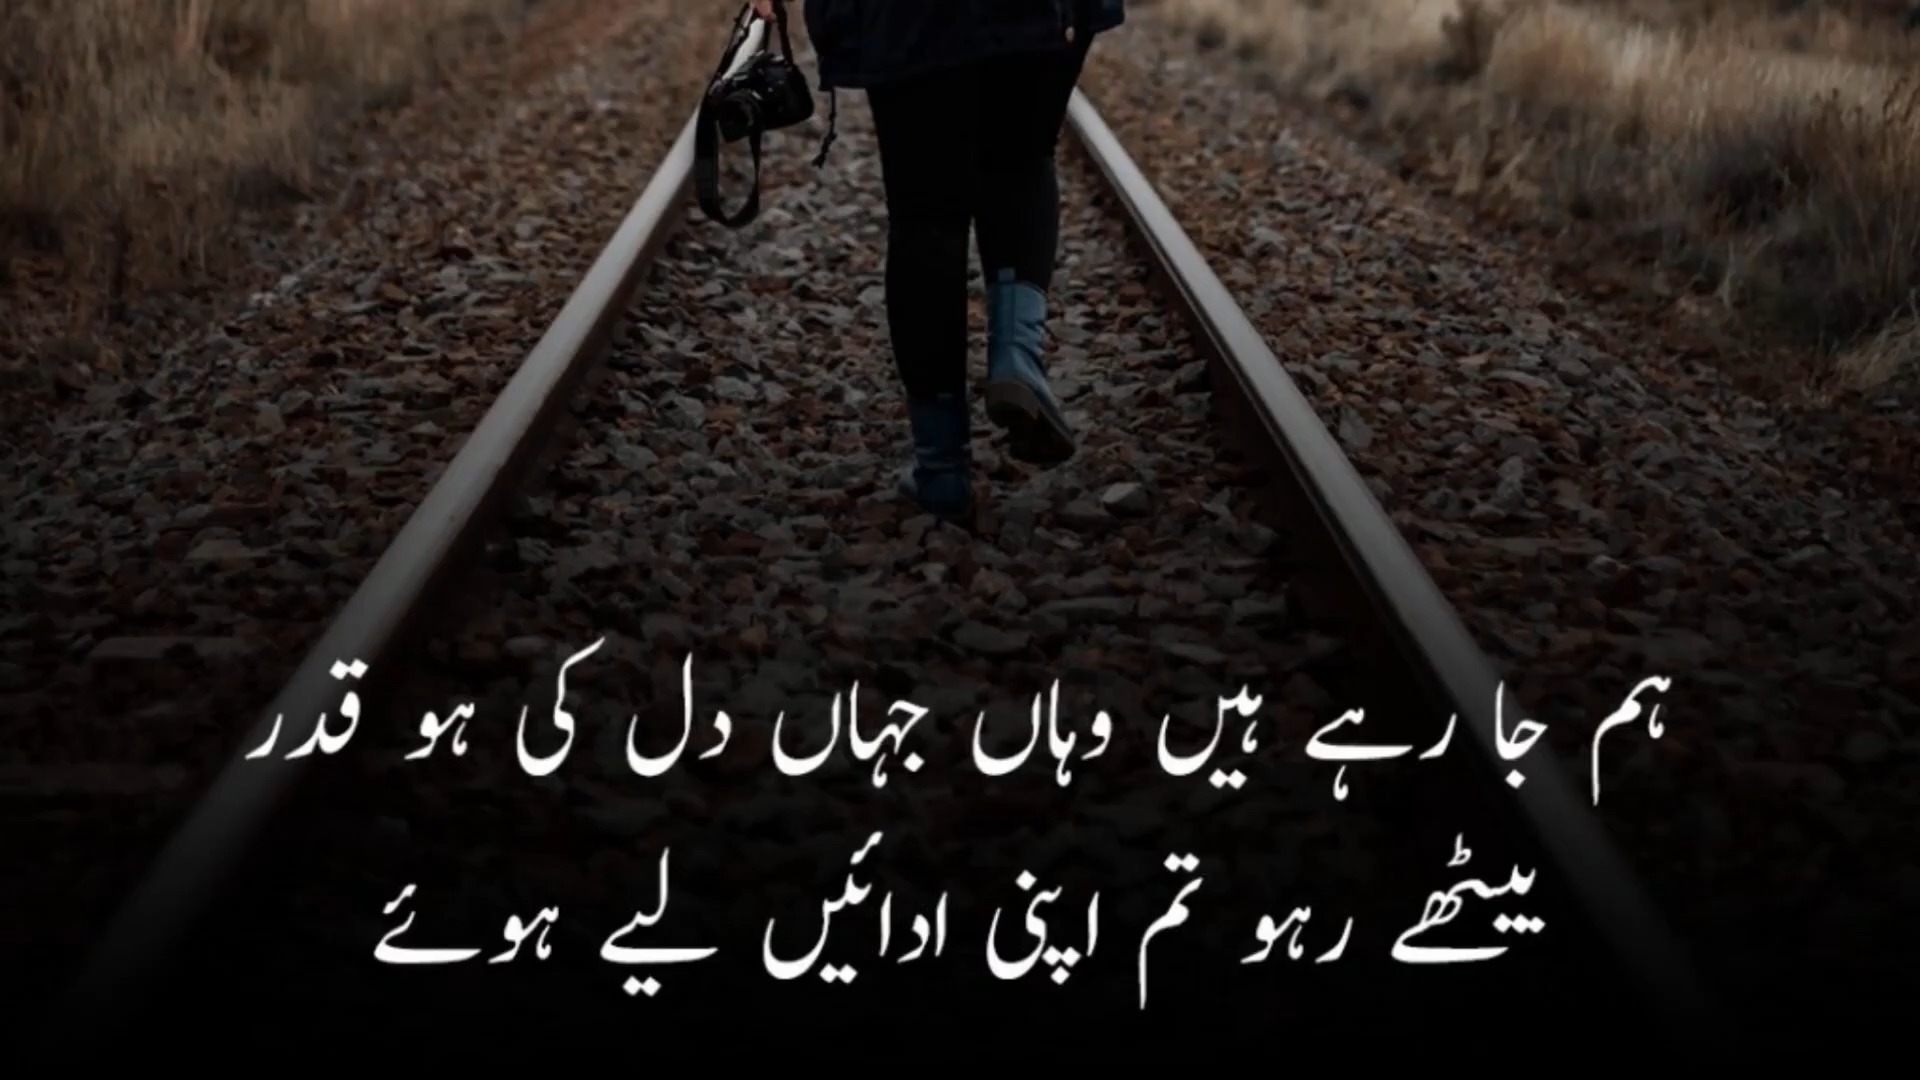 ہم جا رہے ہیں وہاں جہاں دل کی ہو قدر
بیٹھے رہو تم اپنی ادائیں لیے ہوئے